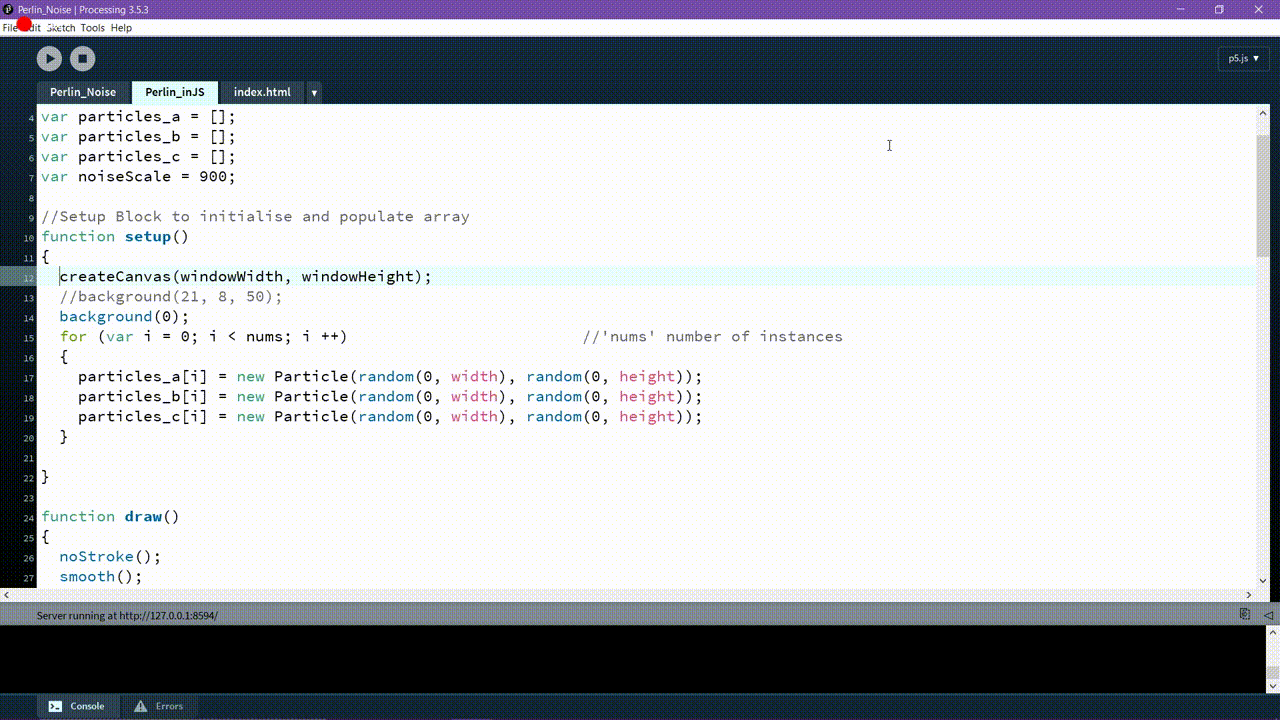 Perlin_Noise | Processing 3.5.3
File Edit Sketch Tools Help
p5.js ▾
Perlin_Noise Perlin_inJS index.html ▾
4 var particles_a = [];
5 var particles_b = [];
6 var particles_c = [];
7 var noiseScale = 900;
8
9 //Setup Block to initialise and populate array
10 function setup()
11 {
12 createCanvas(windowWidth, windowHeight);
13 //background(21, 8, 50);
14 background(0);
15 for (var i = 0; i < nums; i ++) //'nums' number of instances
16 {
17 particles_a[i] = new Particle(random(0, width), random(0, height));
18 particles_b[i] = new Particle(random(0, width), random(0, height));
19 particles_c[i] = new Particle(random(0, width), random(0, height));
20 }
21
22 }
23
24 function draw()
25 {
26 noStroke();
27 smooth();
Server running at http://127.0.0.1:8594/
Console Errors